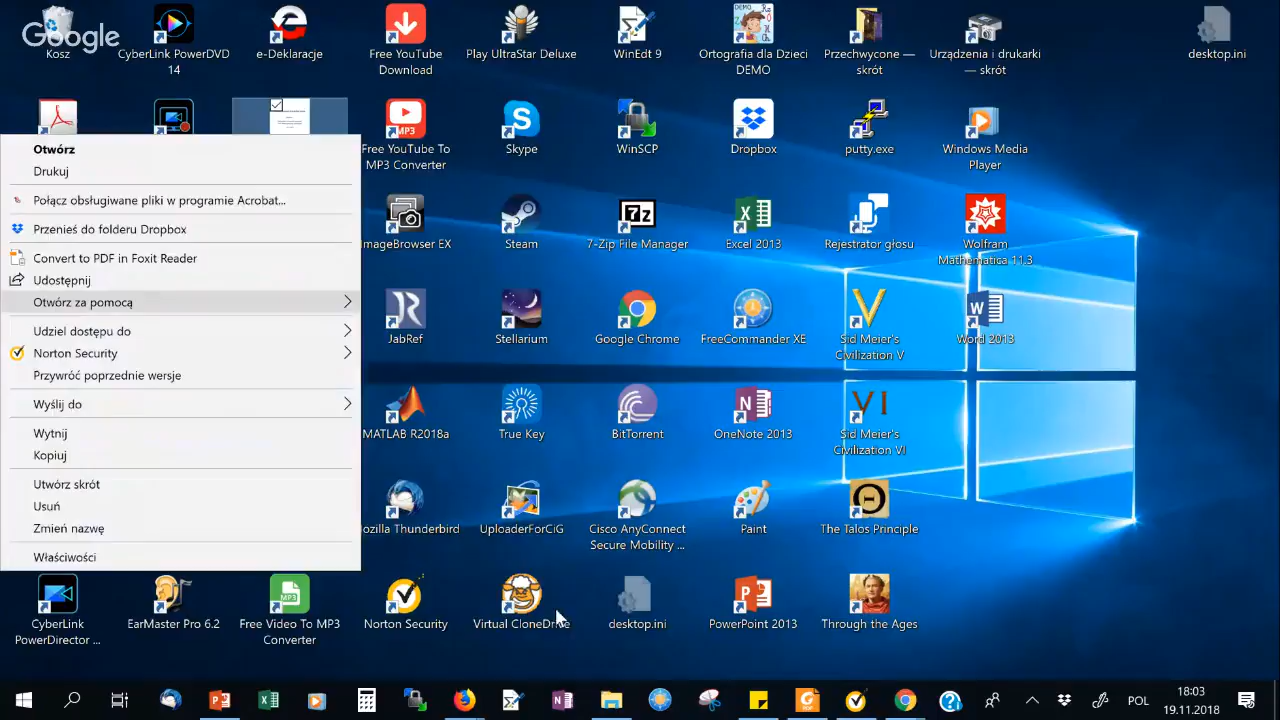 Google
Kosz
CyberLink PowerDVD
14
e-Deklaracje
Free YouTube
Download
Play UltraStar Deluxe
WinEdt 9
Ortografia dla Dzieci
DEMO
Przechwycone —
skrót
Urządzenia i drukarki
— skrót
desktop.ini
Free YouTube To
MP3 Converter
Skype
WinSCP
Dropbox
putty.exe
Windows Media
Player
ImageBrowser EX
Steam
7-Zip File Manager
Excel 2013
Rejestrator głosu
Wolfram
Mathematica 11.3
JabRef
Stellarium
Google Chrome
FreeCommander XE
Sid Meier's
Civilization V
Word 2013
MATLAB R2018a
True Key
BitTorrent
OneNote 2013
Sid Meier's
Civilization VI
ozilla Thunderbird
UploaderForCiG
Cisco AnyConnect
Secure Mobility ...
Paint
The Talos Principle
CyberLink
PowerDirector ...
EarMaster Pro 6.2
Free Video To MP3
Converter
Norton Security
Virtual CloneDrive
desktop.ini
PowerPoint 2013
Through the Ages
Otwórz
Drukuj
Połącz obsługiwane pliki w programie Acrobat...
Przenieś do folderu Dropbox
Convert to PDF in Foxit Reader
Udostępnij
Otwórz za pomocą
Udziel dostępu do
Norton Security
Przywróć poprzednie wersje
Wyślij do
Wytnij
Kopiuj
Utwórz skrót
Usuń
Zmień nazwę
Właściwości
POL
18:03
19.11.2018